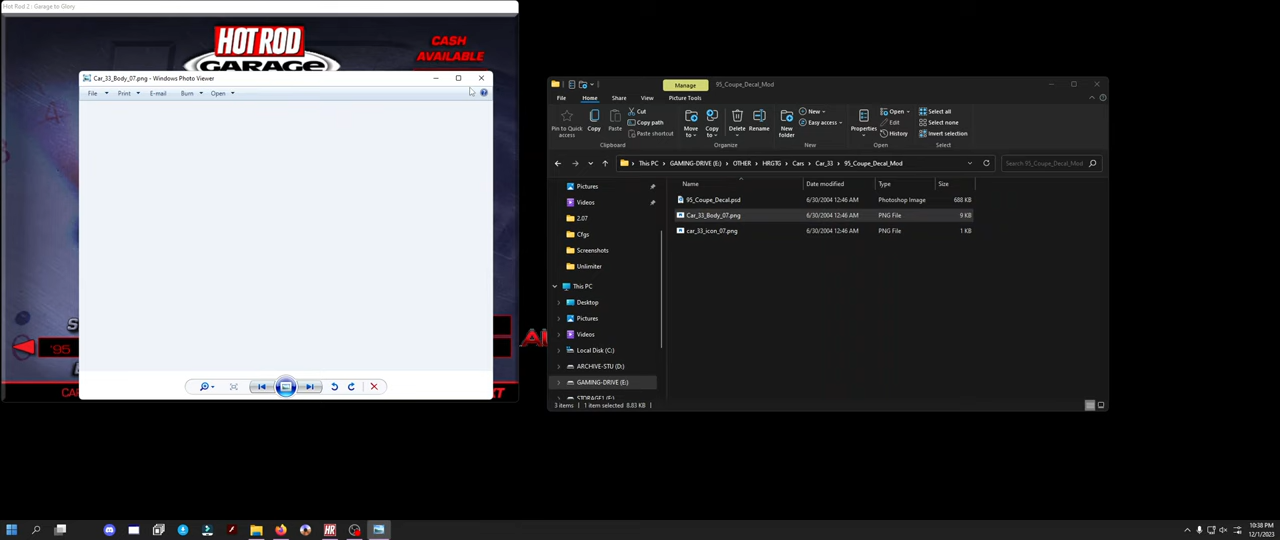 Hot Rod 2 : Garage to Glory
HOT ROD
GARAGE
CASH
AVAILABLE
Car_33_Body_07.png - Windows Photo Viewer
File Print E-mail Burn Open
'95
Manage
95_Coupe_Decal_Mod
File Home Share View Picture Tools
Pin to Quick access
Copy
Paste
Cut
Copy path
Paste shortcut
Clipboard
Move to
Copy to
Delete
Rename
Organize
New folder
New
Easy access
New
Properties
Open
Edit
History
Open
Select all
Select none
Invert selection
Select
This PC GAMING-DRIVE (E:) OTHER HRGTG Cars Car_33 95_Coupe_Decal_Mod
Search 95_Coupe_Decal_Mod
Name Date modified Type Size
95_Coupe_Decal.psd 6/30/2004 12:46 AM Photoshop Image 688 KB
Car_33_Body_07.png 6/30/2004 12:46 AM PNG File 9 KB
car_33_icon_07.png 6/30/2004 12:46 AM PNG File 1 KB
Pictures
Videos
2.07
Cfgs
Screenshots
Unlimiter
This PC
Desktop
Pictures
Videos
Local Disk (C:)
ARCHIVE-STU (D:)
GAMING-DRIVE (E:)
3 items 1 item selected 8.83 KB
HR
10:38 PM
12/1/2023